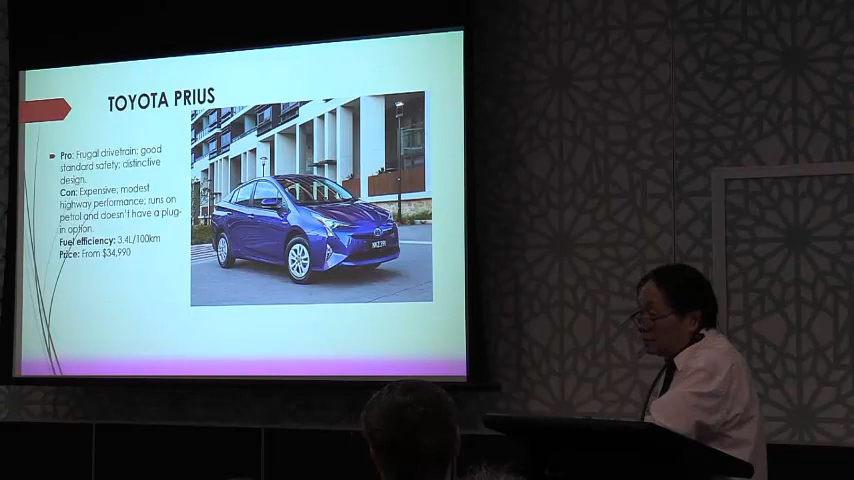 TOYOTA PRIUS
Pro: Frugal drivetrain; good
standard safety; distinctive
design.
Con: Expensive; modest
highway performance; runs on
petrol and doesn't have a plug-
in option.
Fuel efficiency: 3.4L/100km
Price: From $34,990